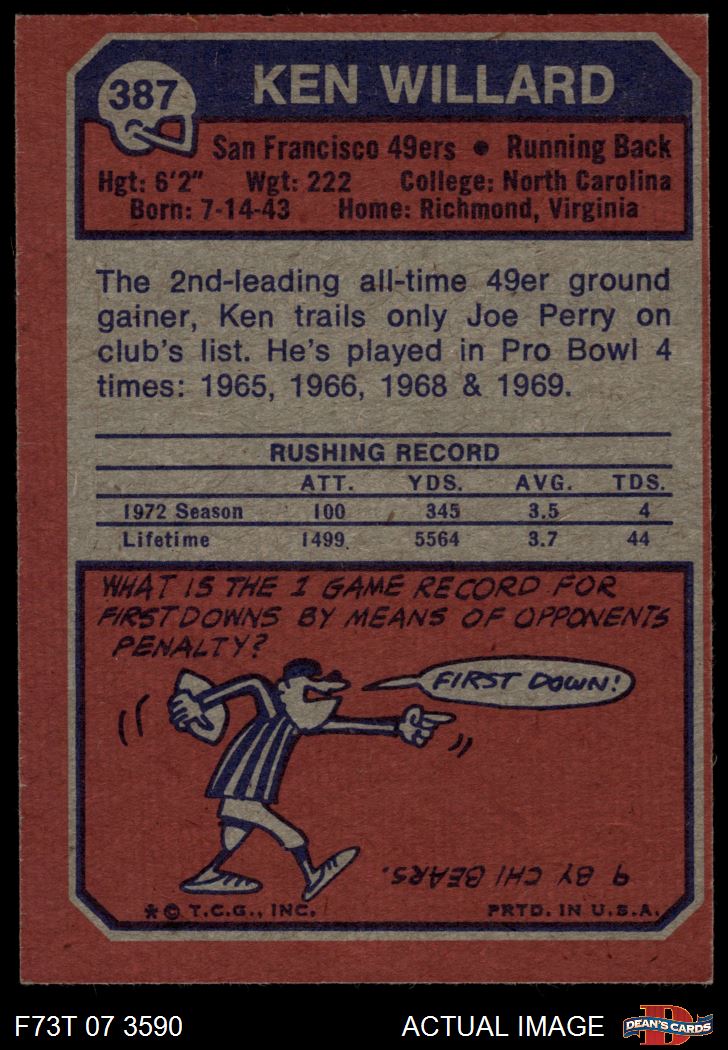 387
KEN WILLARD
San Francisco 49ers • Running Back
Hgt: 6'2" Wgt: 222 College: North Carolina
Born: 7-14-43 Home: Richmond, Virginia
The 2nd-leading all-time 49er ground
gainer, Ken trails only Joe Perry on
club's list. He's played in Pro Bowl 4
times: 1965, 1966, 1968 & 1969.
RUSHING RECORD
ATT. YDS. AVG. TDS.
1972 Season 100 345 3.5 4
Lifetime 1499 5564 3.7 44
WHAT IS THE 1 GAME RECORD FOR
FIRST DOWNS BY MEANS OF OPPONENTS
PENALTY?
FIRST DOWN!
9 BY CHI BEARS.
* © T.C.G., INC. PRTD. IN U.S.A.
F73T 07 3590 ACTUAL IMAGE D DEAN'S CARDS